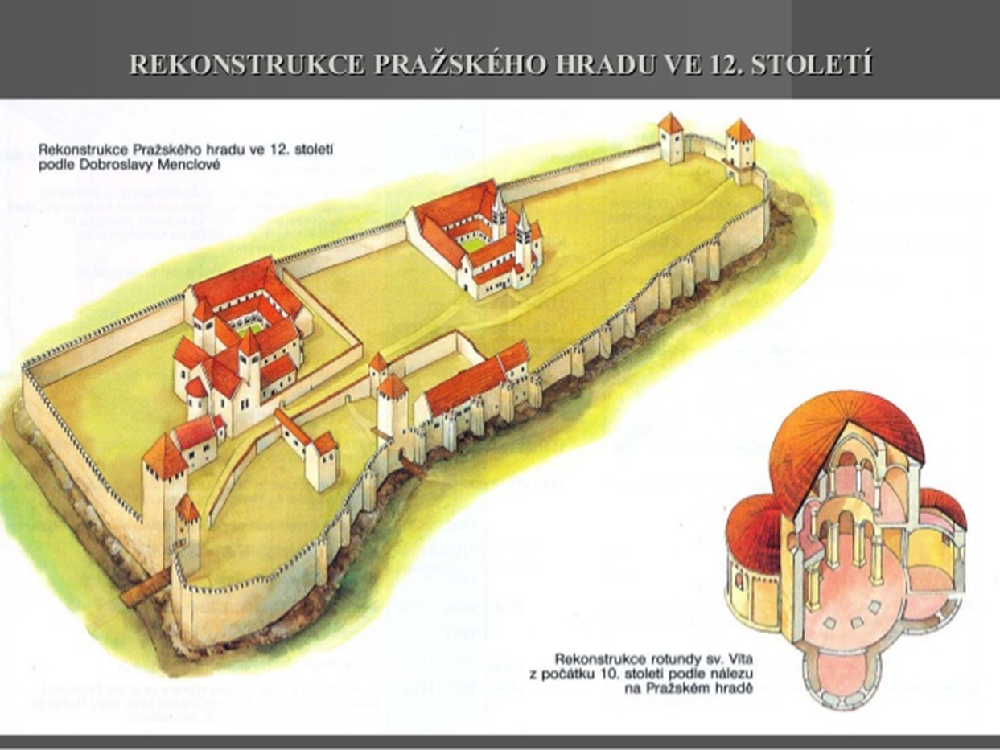 REKONSTRUKCE PRAŽSKÉHO HRADU VE 12. STOLETÍ
Rekonstrukce Pražského hradu ve 12. století
podle Dobroslavy Menclové
Rekonstrukce rotundy sv. Víta
z počátku 10. století podle nálezu
na Pražském hradě